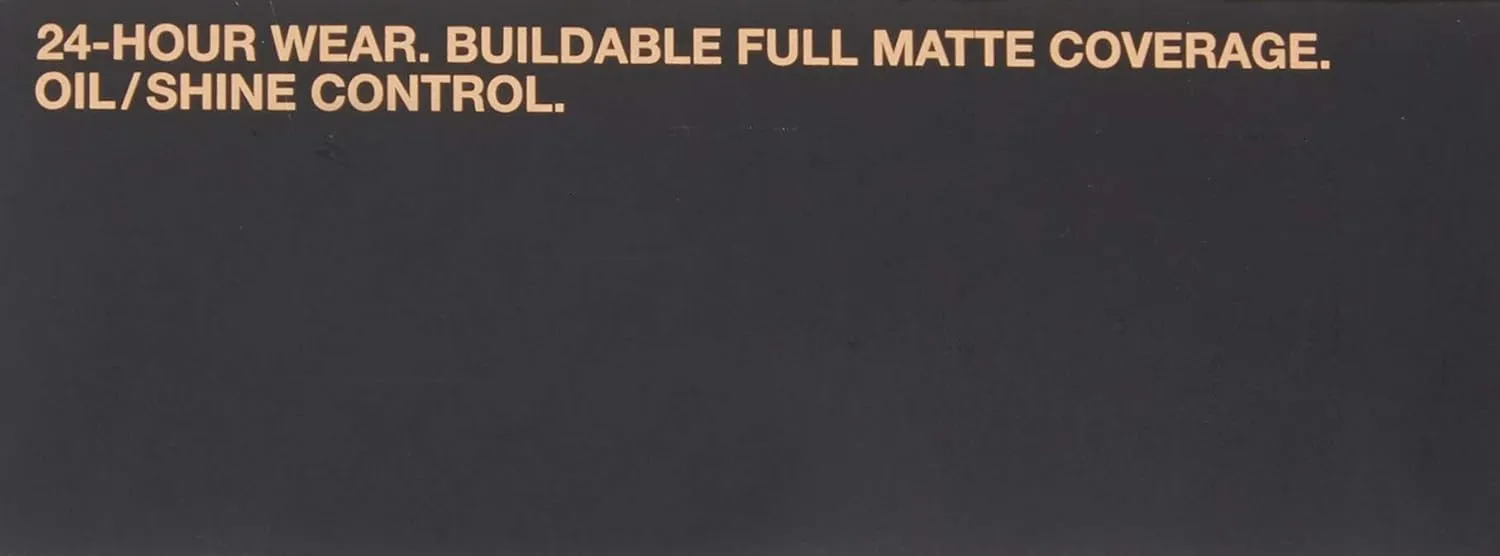 24-HOUR WEAR. BUILDABLE FULL MATTE COVERAGE.
OIL/SHINE CONTROL.